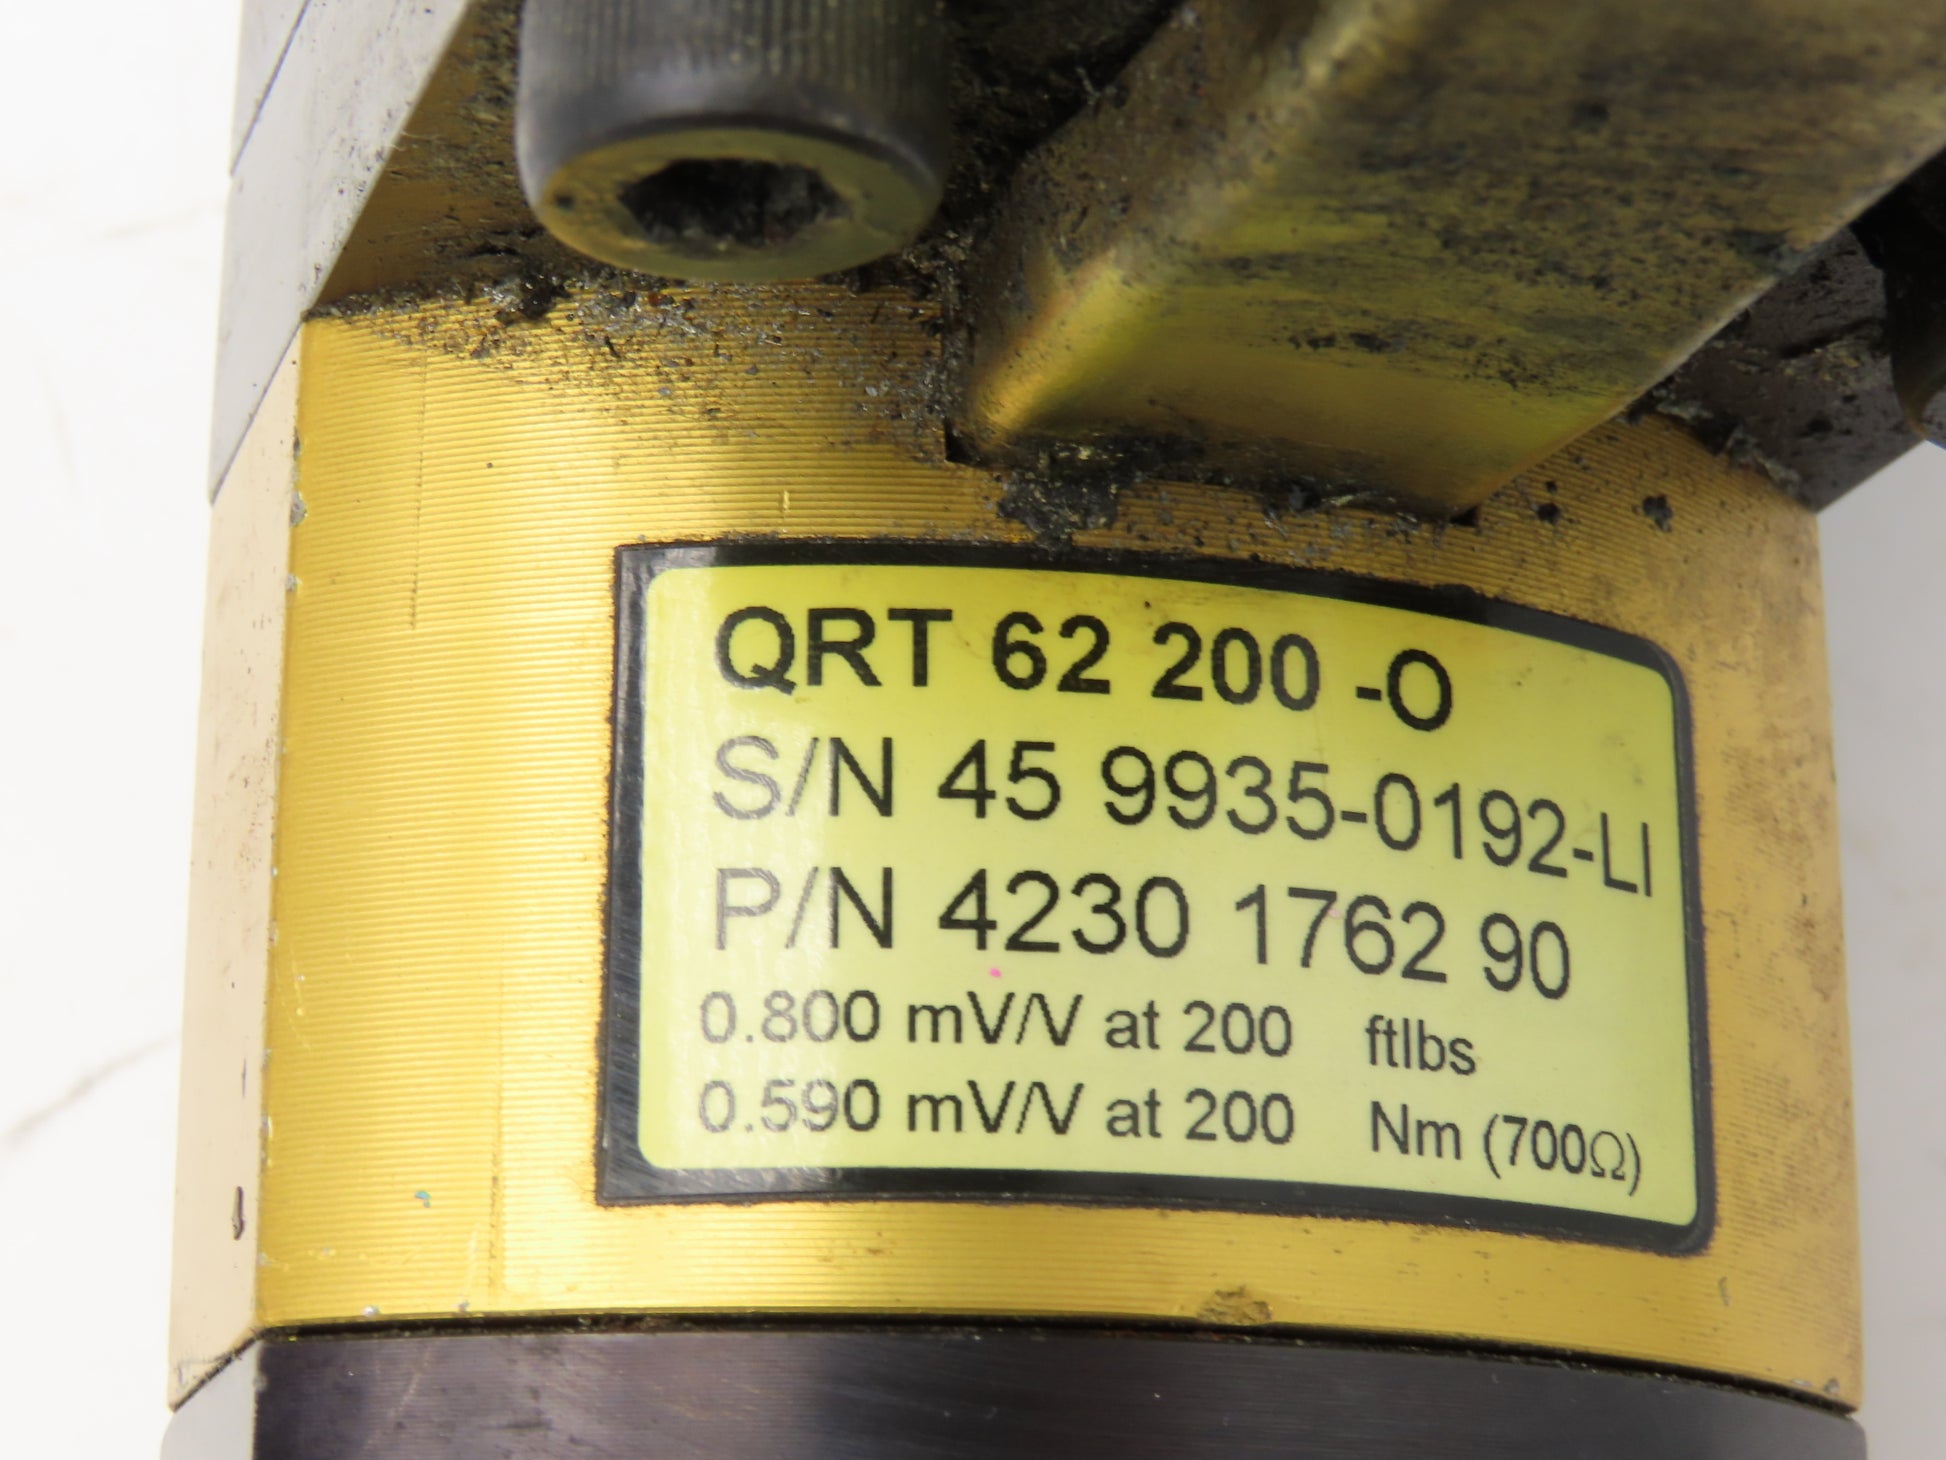 QRT 62 200 -O
S/N 45 9935-0192-LI
P/N 4230 1762 90
0.800 mV/V at 200 ftlbs
0.590 mV/V at 200 Nm (700Ω)